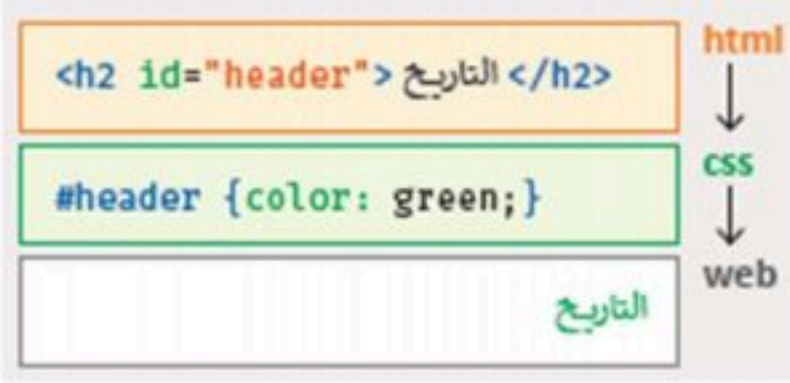 <h2 id="header">التاريخ</h2>
html
#header {color: green;}
css
التاريخ
web